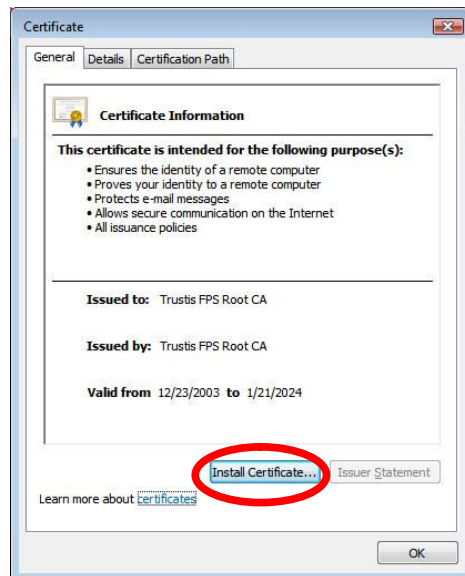 Certificate
General Details Certification Path
Certificate Information
This certificate is intended for the following purpose(s):
• Ensures the identity of a remote computer
• Proves your identity to a remote computer
• Protects e-mail messages
• Allows secure communication on the Internet
• All issuance policies
Issued to: Trustis FPS Root CA
Issued by: Trustis FPS Root CA
Valid from 12/23/2003 to 1/21/2024
Install Certificate... Issuer Statement
Learn more about certificates
OK